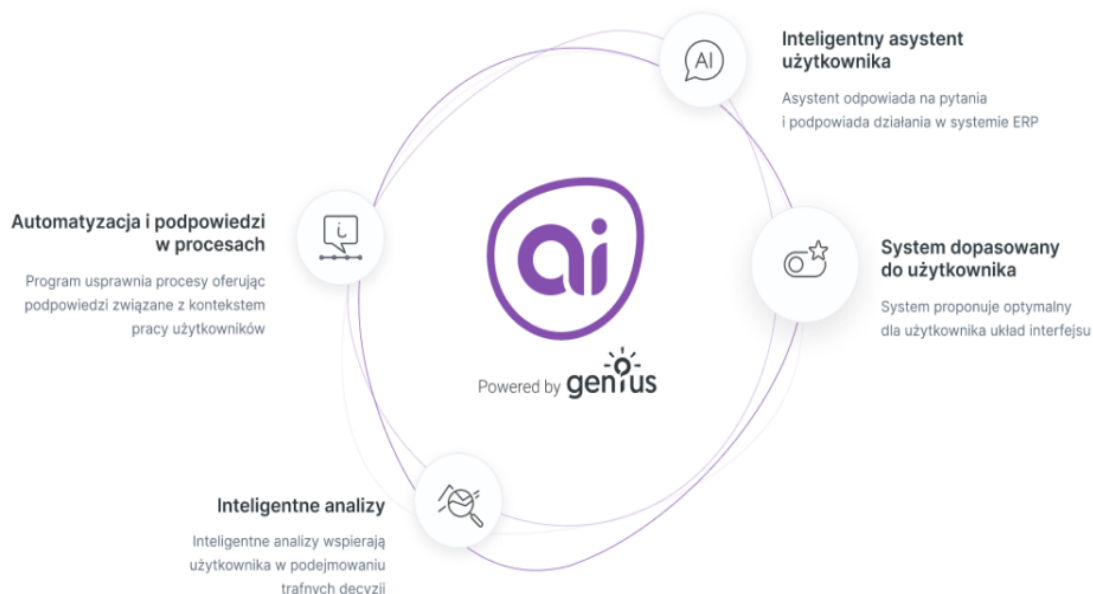 AI
Inteligentny asystent
użytkownika
Asystent odpowiada na pytania
i podpowiada działania w systemie ERP
Automatyzacja i podpowiedzi
w procesach
Program usprawnia procesy oferując
podpowiedzi związane z kontekstem
pracy użytkowników
ai
Powered by genius
System dopasowany
do użytkownika
System proponuje optymalny
dla użytkownika układ interfejsu
Inteligentne analizy
Inteligentne analizy wspierają
użytkownika w podejmowaniu
trafnych decyzji